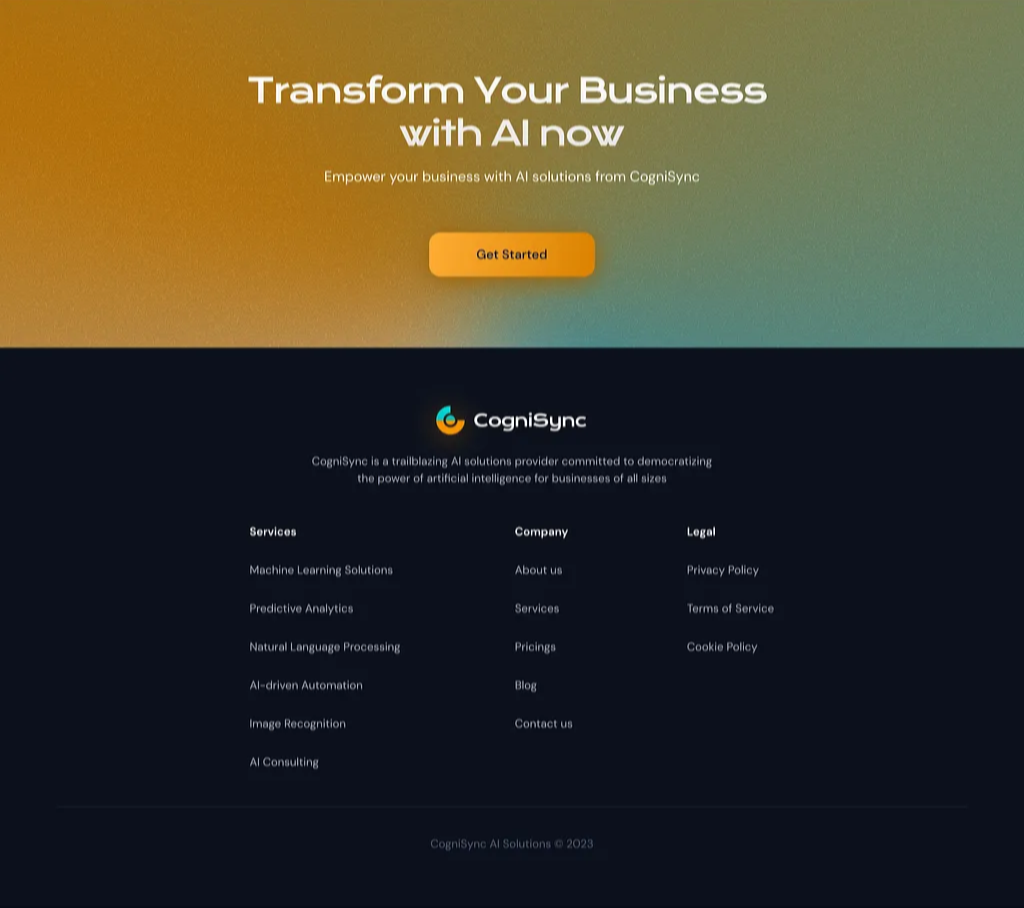 Transform Your Business
with AI now
Empower your business with AI solutions from CogniSync
Get Started
CogniSync
CogniSync is a trailblazing AI solutions provider committed to democratizing
the power of artificial intelligence for businesses of all sizes
Services
Machine Learning Solutions
Predictive Analytics
Natural Language Processing
AI-driven Automation
Image Recognition
AI Consulting
Company
About us
Services
Pricings
Blog
Contact us
Legal
Privacy Policy
Terms of Service
Cookie Policy
CogniSync AI Solutions © 2023